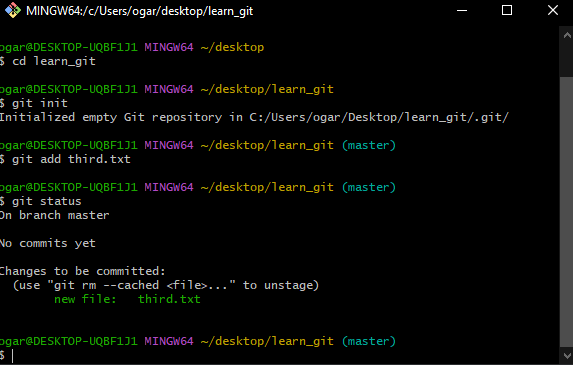 MINGW64:/c/Users/ogar/desktop/learn_git
ogar@DESKTOP-UQBF1J1 MINGW64 ~/desktop
$ cd learn_git
ogar@DESKTOP-UQBF1J1 MINGW64 ~/desktop/learn_git
$ git init
Initialized empty Git repository in C:/Users/ogar/Desktop/learn_git/.git/
ogar@DESKTOP-UQBF1J1 MINGW64 ~/desktop/learn_git (master)
$ git add third.txt
ogar@DESKTOP-UQBF1J1 MINGW64 ~/desktop/learn_git (master)
$ git status
On branch master
No commits yet
Changes to be committed:
  (use "git rm --cached <file>..." to unstage)
        new file:   third.txt
ogar@DESKTOP-UQBF1J1 MINGW64 ~/desktop/learn_git (master)
$